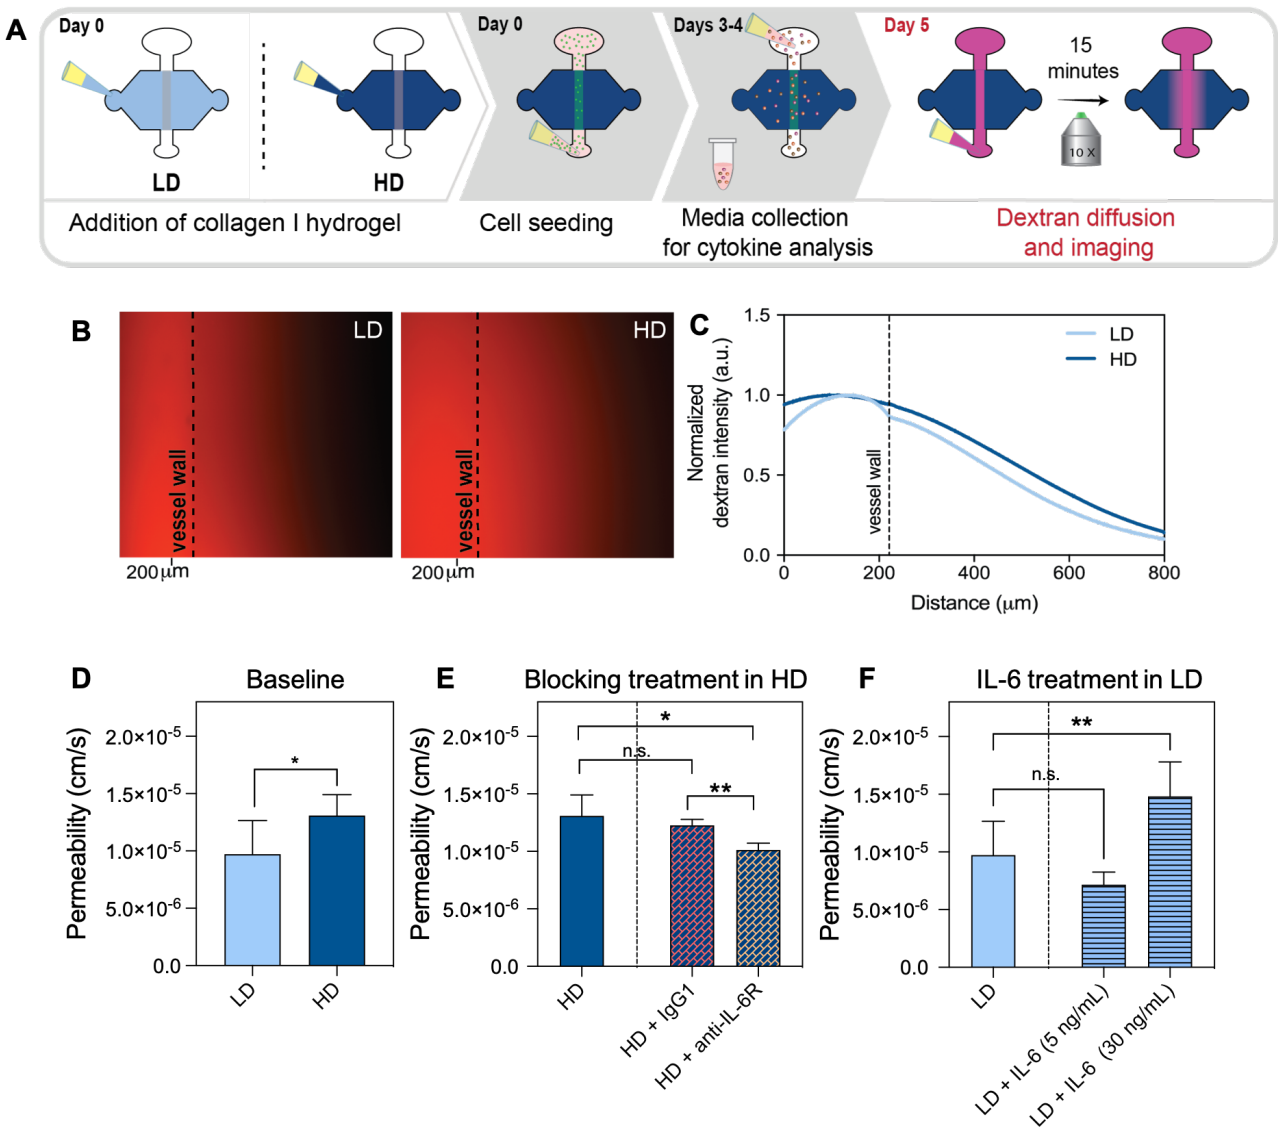 A
Day 0
LD
HD
Addition of collagen I hydrogel
Day 0
Cell seeding
Days 3-4
Media collection
for cytokine analysis
Day 5
15
minutes
10 X
Dextran diffusion
and imaging
B
LD
vessel wall
200μm
HD
vessel wall
200μm
C
Normalized
dextran intensity (a.u.)
1.5
1.0
0.5
0.0
vessel wall
LD
HD
0 200 400 600 800
Distance (μm)
D
Baseline
Permeability (cm/s)
2.0×10-5
1.5×10-5
1.0×10-5
5.0×10-6
0.0
*
LD
HD
E
Blocking treatment in HD
Permeability (cm/s)
2.0×10-5
1.5×10-5
1.0×10-5
5.0×10-6
0.0
*
n.s.
**
HD
HD + IgG1
HD + anti-IL-6R
F
IL-6 treatment in LD
Permeability (cm/s)
2.0×10-5
1.5×10-5
1.0×10-5
5.0×10-6
0.0
**
n.s.
LD
LD + IL-6 (5 ng/mL)
LD + IL-6 (30 ng/mL)